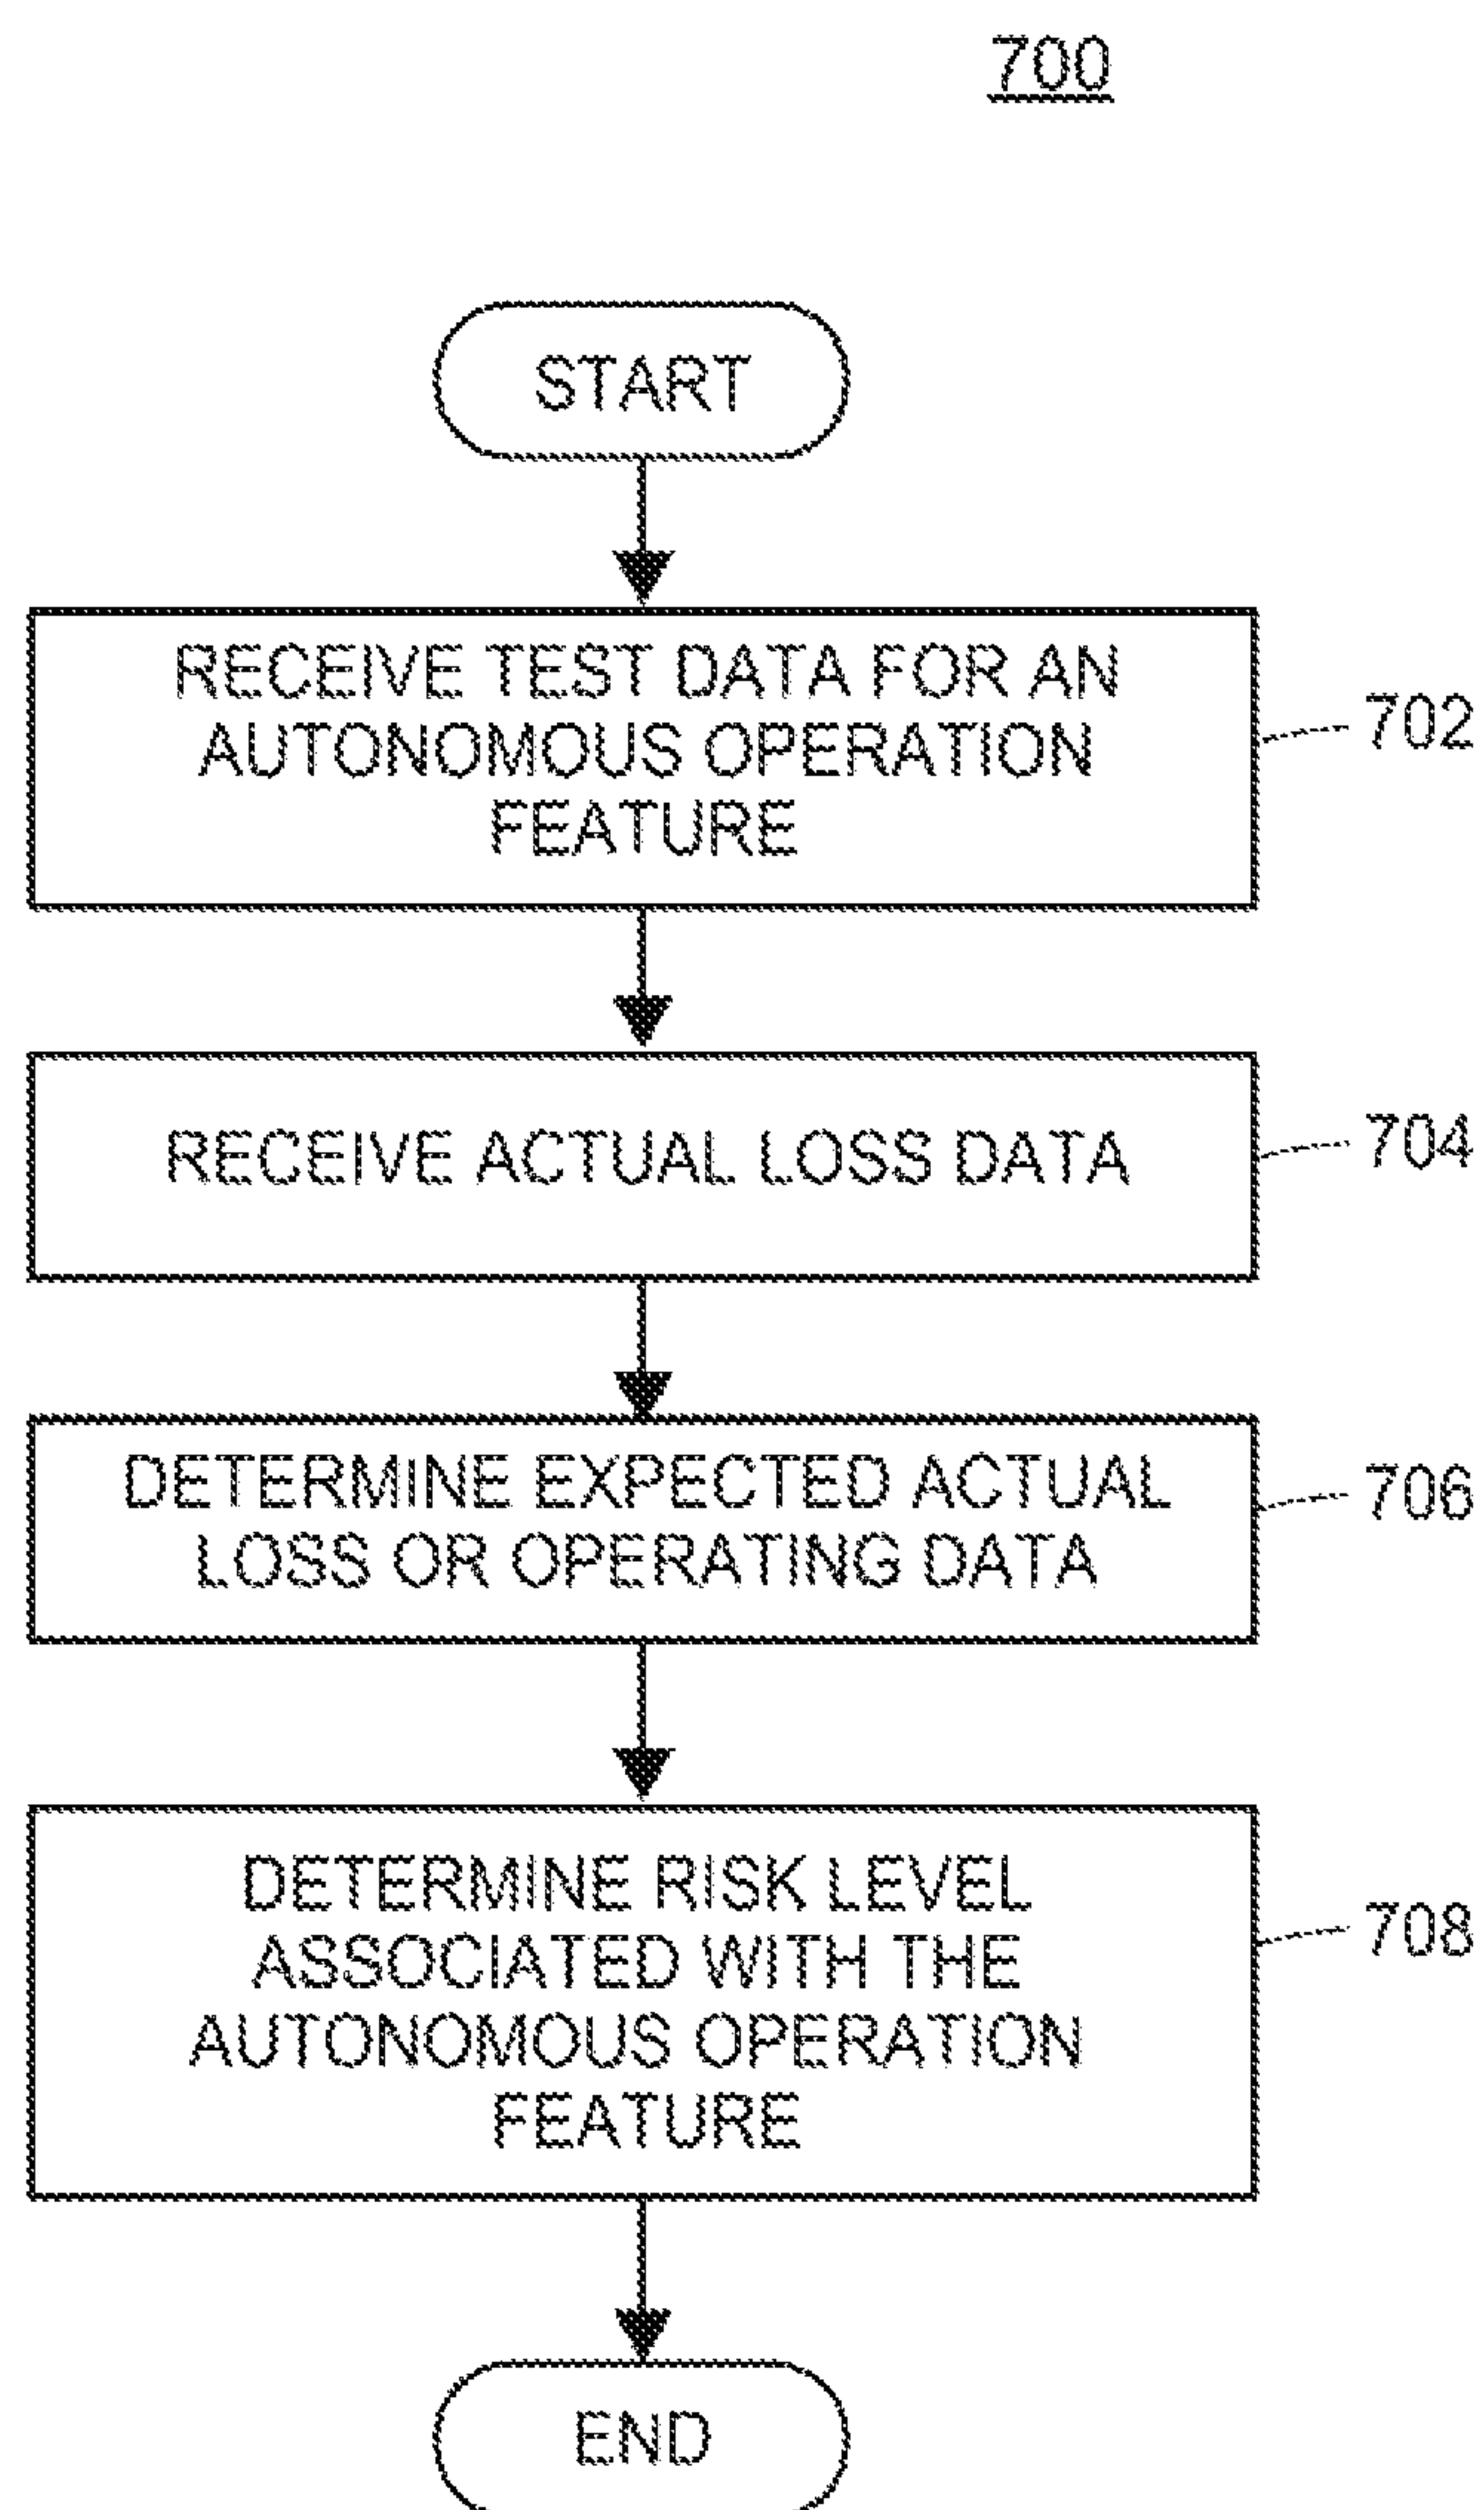 700
START
RECEIVE TEST DATA FOR AN
AUTONOMOUS OPERATION
FEATURE
702
RECEIVE ACTUAL LOSS DATA
704
DETERMINE EXPECTED ACTUAL
LOSS OR OPERATING DATA
706
DETERMINE RISK LEVEL
ASSOCIATED WITH THE
AUTONOMOUS OPERATION
FEATURE
708
END